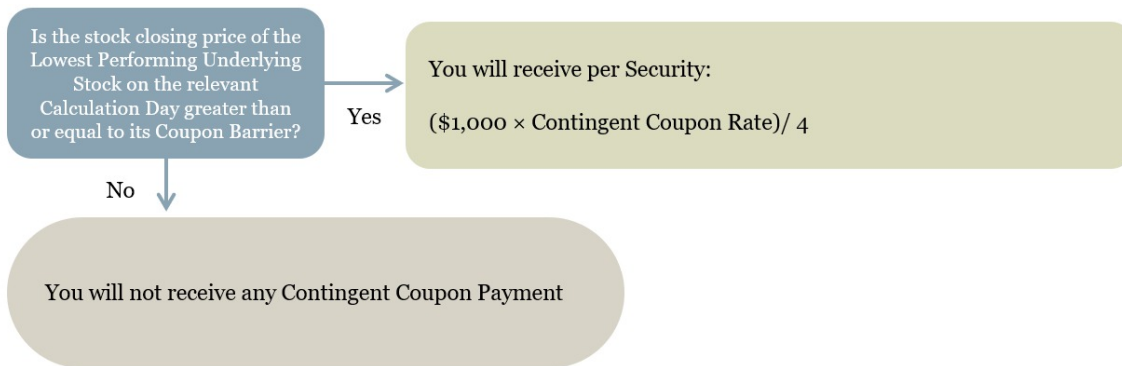 Is the stock closing price of the
Lowest Performing Underlying
Stock on the relevant
Calculation Day greater than
or equal to its Coupon Barrier?
Yes
You will receive per Security:
($1,000 × Contingent Coupon Rate)/ 4
No
You will not receive any Contingent Coupon Payment